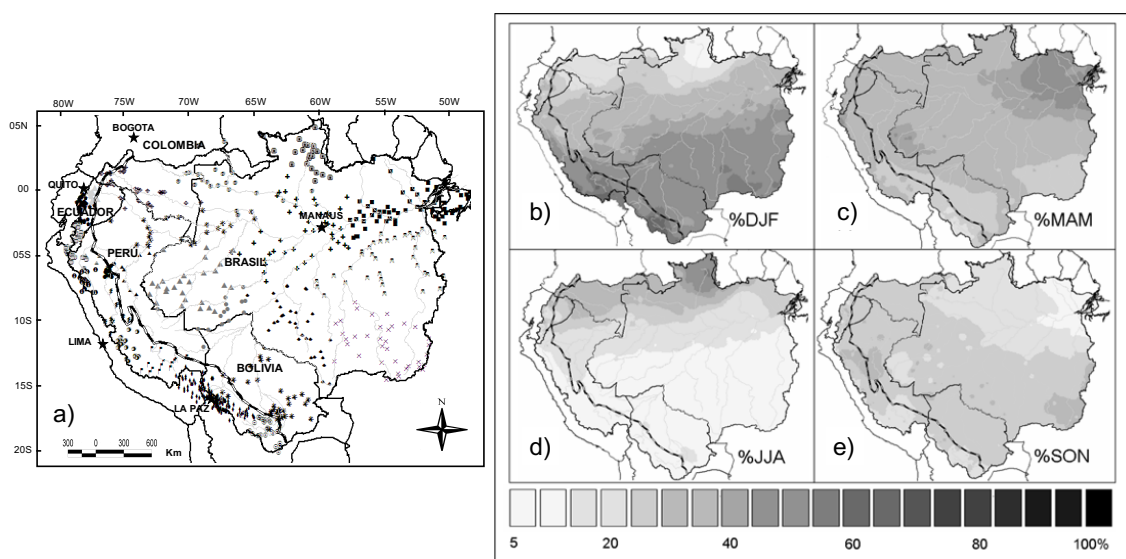 80W 75W 70W 65W 60W 55W 50W
05N
00
05S
10S
15S
20S
BOGOTA
COLOMBIA
QUITO
ECUADOR
MANAUS
PERU
BRASIL
LIMA
BOLIVIA
LA PAZ
N
a)
300 0 300 600
Km
b)
%DJF
c)
%MAM
d)
%JJA
e)
%SON
5 20 40 60 80 100%